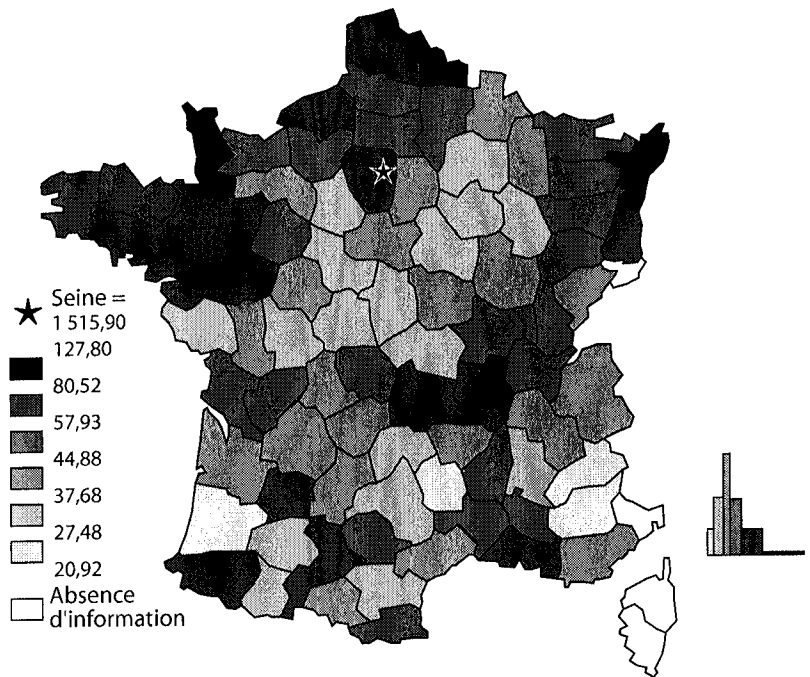 Seine =
1 515,90
127,80
80,52
57,93
44,88
37,68
27,48
20,92
Absence
d'information